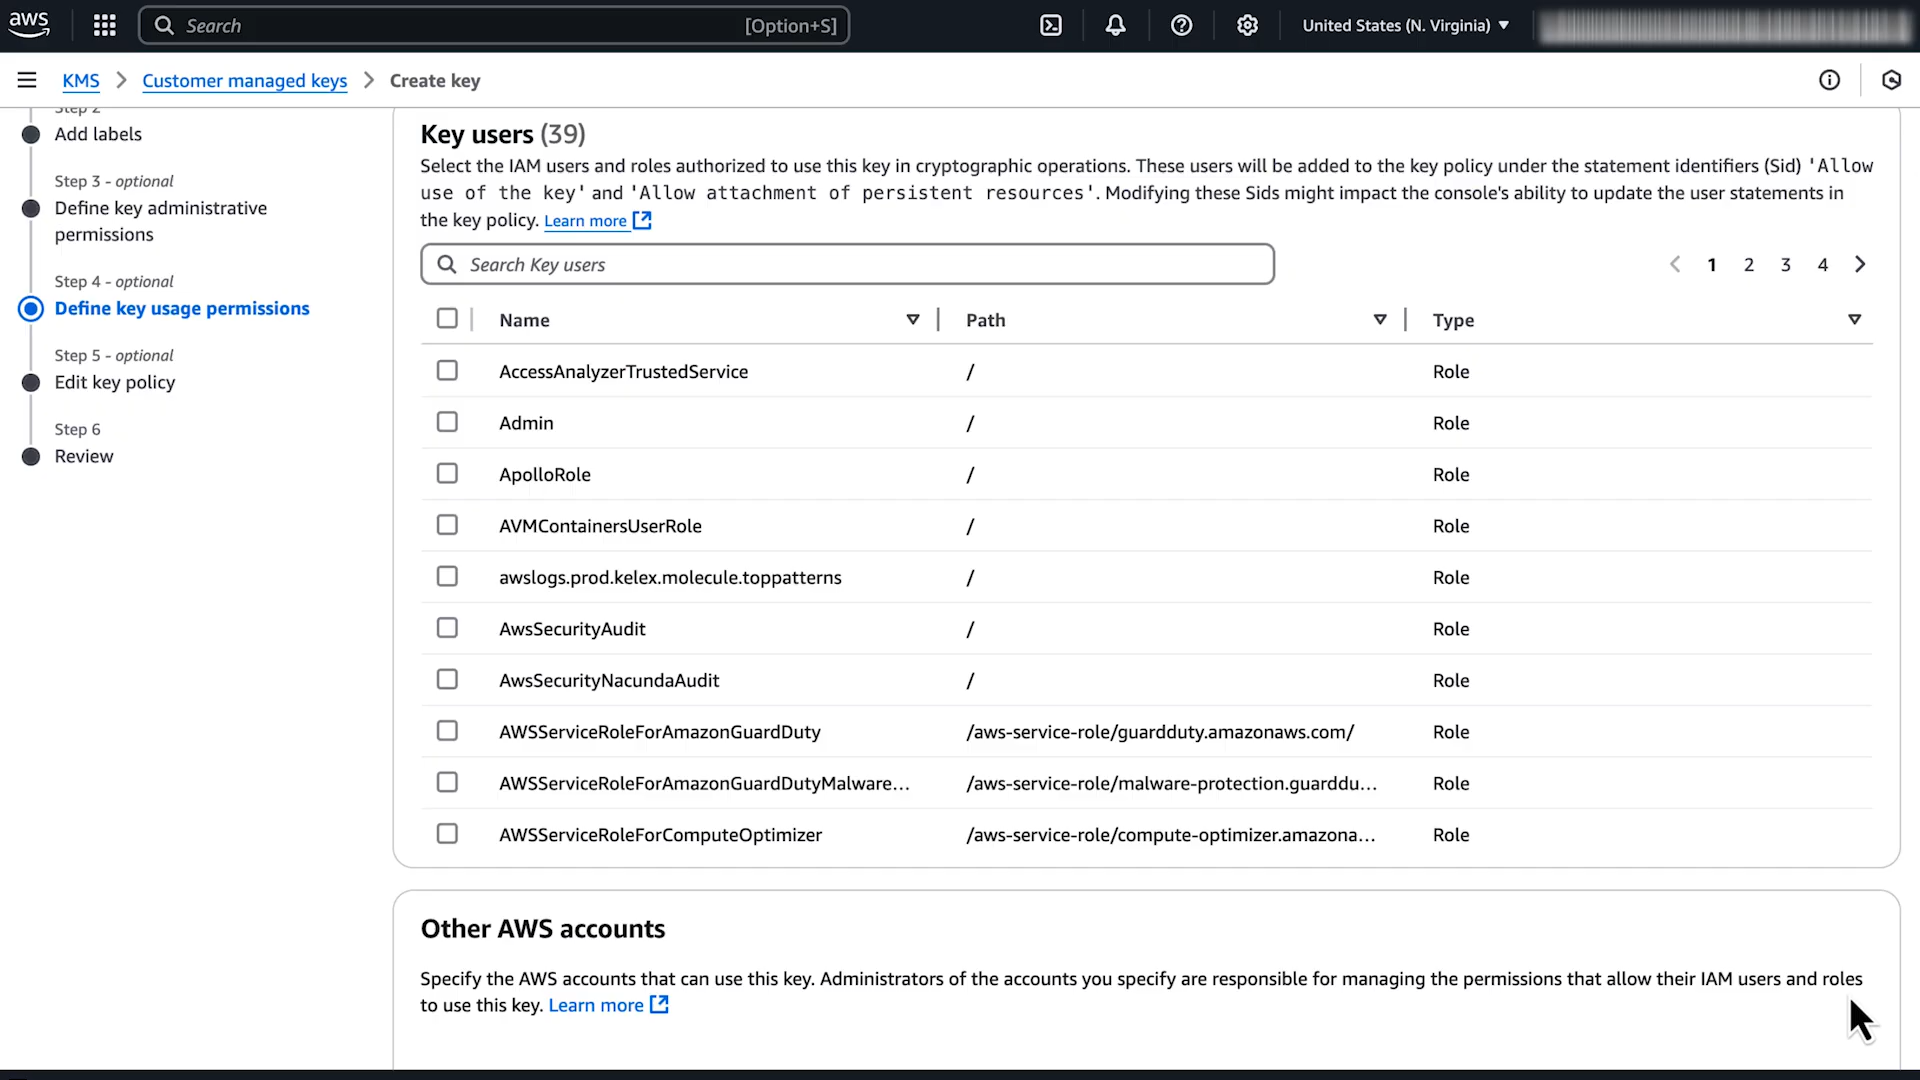 aws
Search
[Option+S]
United States (N. Virginia)
KMS
Customer managed keys
Create key
Step 2
Add labels
Step 3 - optional
Define key administrative
permissions
Step 4 - optional
Define key usage permissions
Step 5 - optional
Edit key policy
Step 6
Review
Key users (39)
Select the IAM users and roles authorized to use this key in cryptographic operations. These users will be added to the key policy under the statement identifiers (Sid) 'Allow
use of the key' and 'Allow attachment of persistent resources'. Modifying these Sids might impact the console's ability to update the user statements in
the key policy. Learn more
Search Key users
1 2 3 4
Name Path Type
AccessAnalyzerTrustedService / Role
Admin / Role
ApolloRole / Role
AVMContainersUserRole / Role
awslogs.prod.kelex.molecule.toppatterns / Role
AwsSecurityAudit / Role
AwsSecurityNacundaAudit / Role
AWSServiceRoleForAmazonGuardDuty /aws-service-role/guardduty.amazonaws.com/ Role
AWSServiceRoleForAmazonGuardDutyMalware... /aws-service-role/malware-protection.guarddu... Role
AWSServiceRoleForComputeOptimizer /aws-service-role/compute-optimizer.amazona... Role
Other AWS accounts
Specify the AWS accounts that can use this key. Administrators of the accounts you specify are responsible for managing the permissions that allow their IAM users and roles
to use this key. Learn more